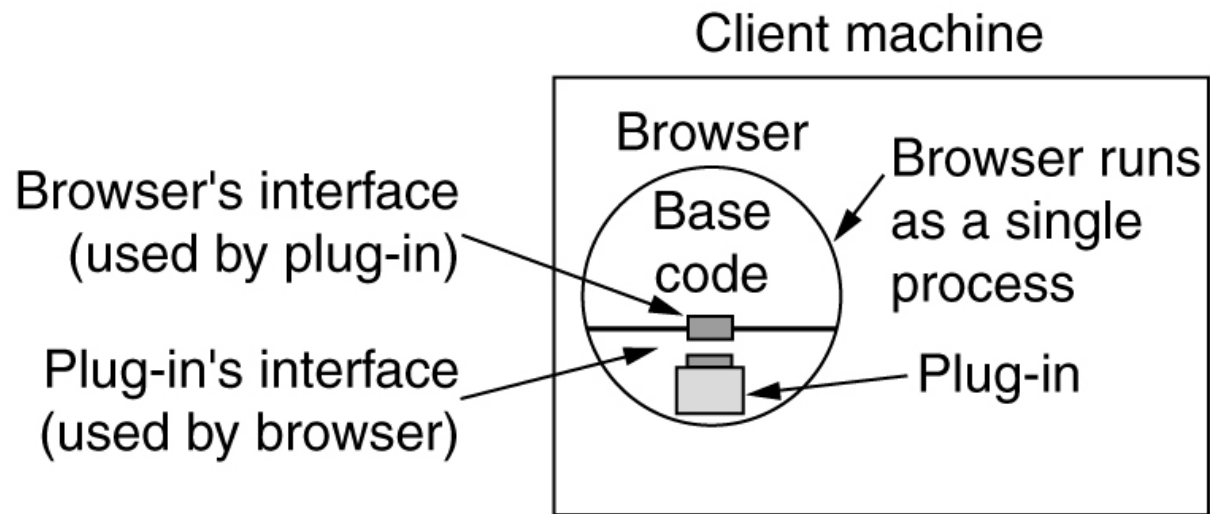 Client machine
Browser
Browser runs
as a single
process
Base
code
Browser's interface
(used by plug-in)
Plug-in's interface
(used by browser)
Plug-in